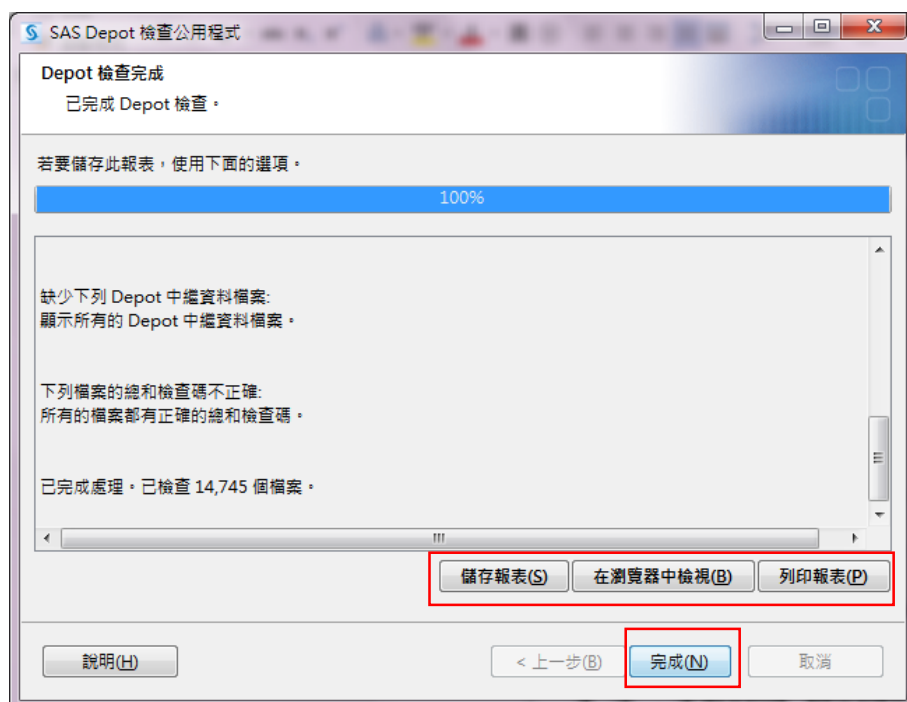 SAS Depot 檢查公用程式
Depot 檢查完成
已完成 Depot 檢查。
若要儲存此報表，使用下面的選項。
100%
缺少下列 Depot 中繼資料檔案:
顯示所有的 Depot 中繼資料檔案。
下列檔案的總和檢查碼不正確:
所有的檔案都有正確的總和檢查碼。
已完成處理。已檢查 14,745 個檔案。
儲存報表(S) 在瀏覽器中檢視(B) 列印報表(P)
說明(H) < 上一步(B) 完成(N) 取消